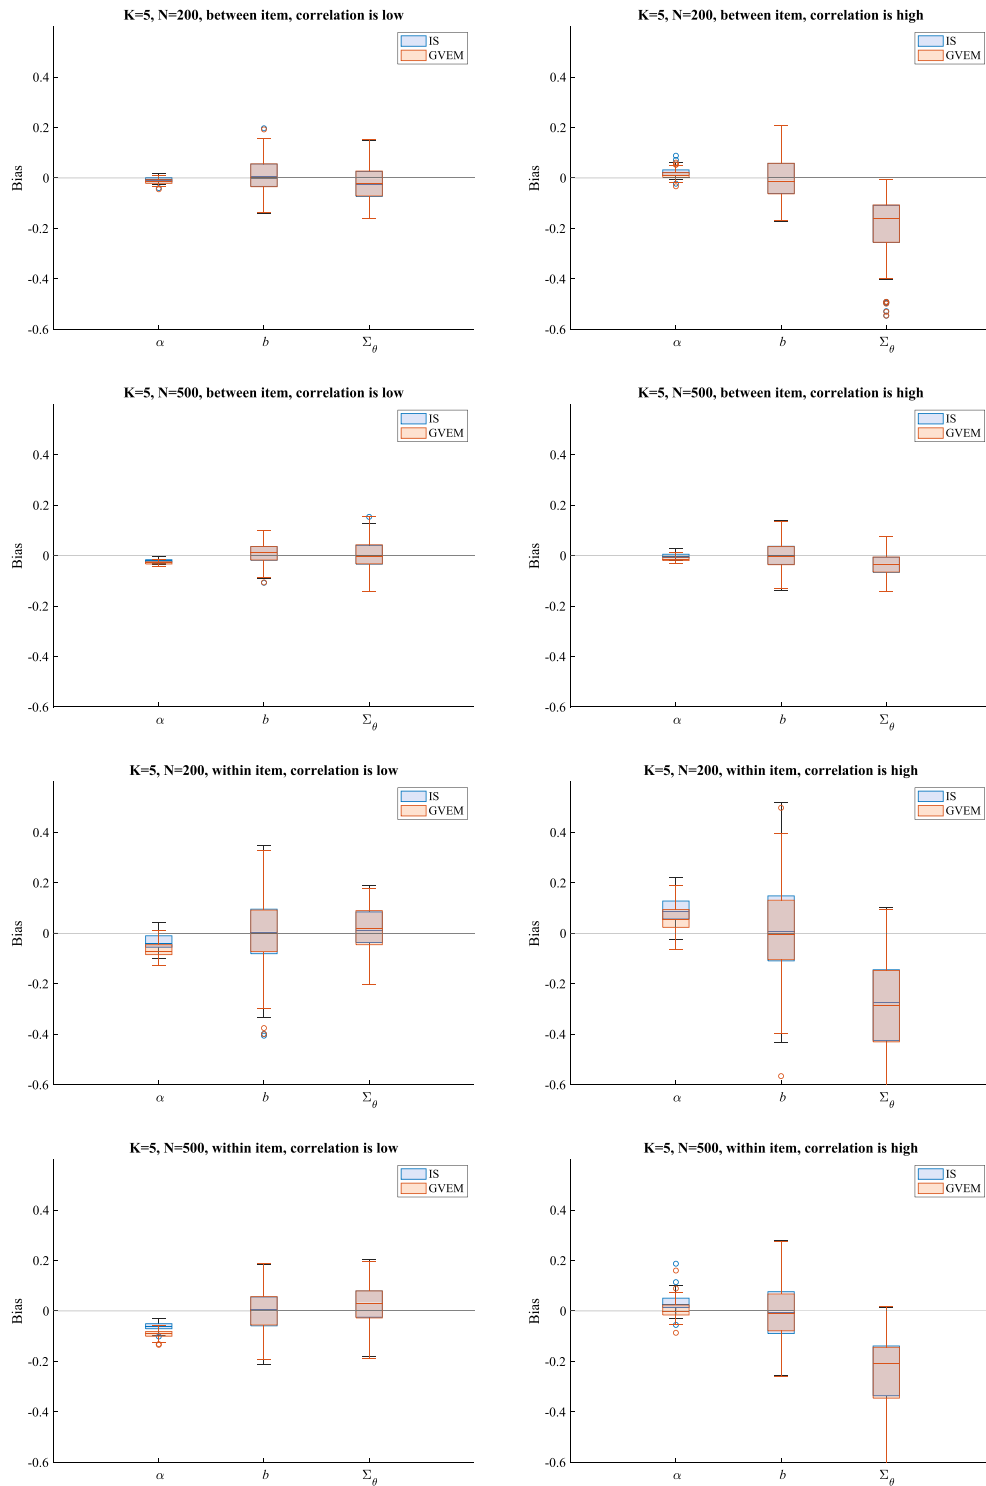 K=5, N=200, between item, correlation is low
IS
GVEM
0.4
0.2
0
-0.2
-0.4
-0.6
Bias
α
b
Σθ
K=5, N=200, between item, correlation is high
IS
GVEM
0.4
0.2
0
-0.2
-0.4
-0.6
Bias
α
b
Σθ
K=5, N=500, between item, correlation is low
IS
GVEM
0.4
0.2
0
-0.2
-0.4
-0.6
Bias
α
b
Σθ
K=5, N=500, between item, correlation is high
IS
GVEM
0.4
0.2
0
-0.2
-0.4
-0.6
Bias
α
b
Σθ
K=5, N=200, within item, correlation is low
IS
GVEM
0.4
0.2
0
-0.2
-0.4
-0.6
Bias
α
b
Σθ
K=5, N=200, within item, correlation is high
IS
GVEM
0.4
0.2
0
-0.2
-0.4
-0.6
Bias
α
b
Σθ
K=5, N=500, within item, correlation is low
IS
GVEM
0.4
0.2
0
-0.2
-0.4
-0.6
Bias
α
b
Σθ
K=5, N=500, within item, correlation is high
IS
GVEM
0.4
0.2
0
-0.2
-0.4
-0.6
Bias
α
b
Σθ